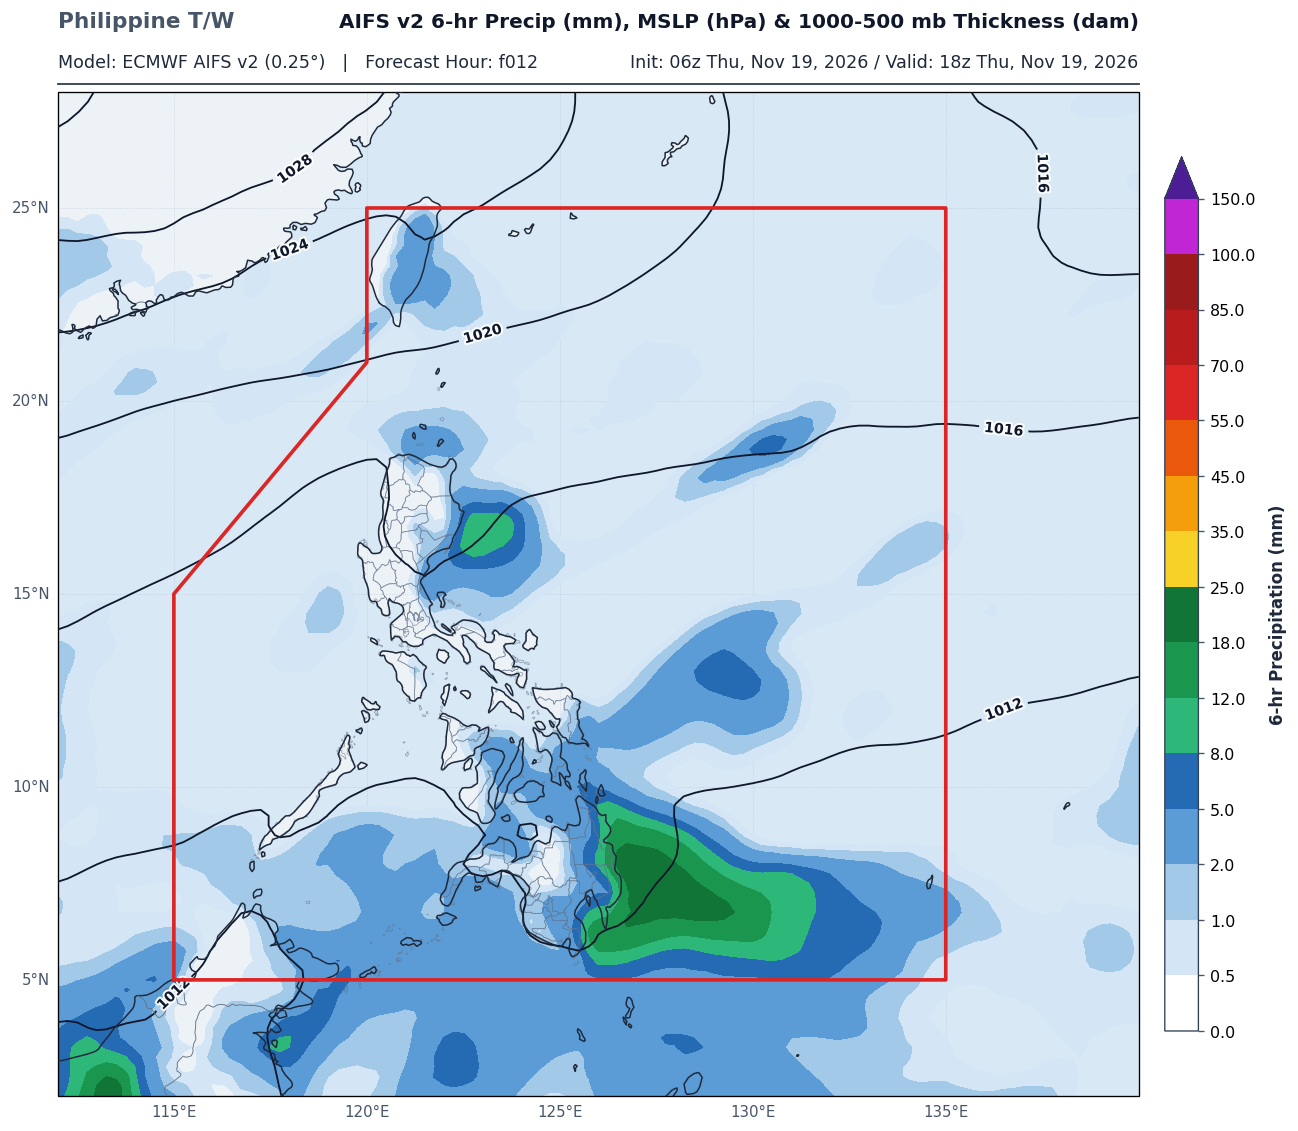 Philippine T/W
AIFS v2 6-hr Precip (mm), MSLP (hPa) & 1000-500 mb Thickness (dam)
Model: ECMWF AIFS v2 (0.25°) | Forecast Hour: f012
Init: 06z Thu, Nov 19, 2026 / Valid: 18z Thu, Nov 19, 2026
1028
1016
1024
1020
1016
1012
1012
25°N
20°N
15°N
10°N
5°N
115°E
120°E
125°E
130°E
135°E
150.0
100.0
85.0
70.0
55.0
45.0
35.0
25.0
18.0
12.0
8.0
5.0
2.0
1.0
0.5
0.0
6-hr Precipitation (mm)